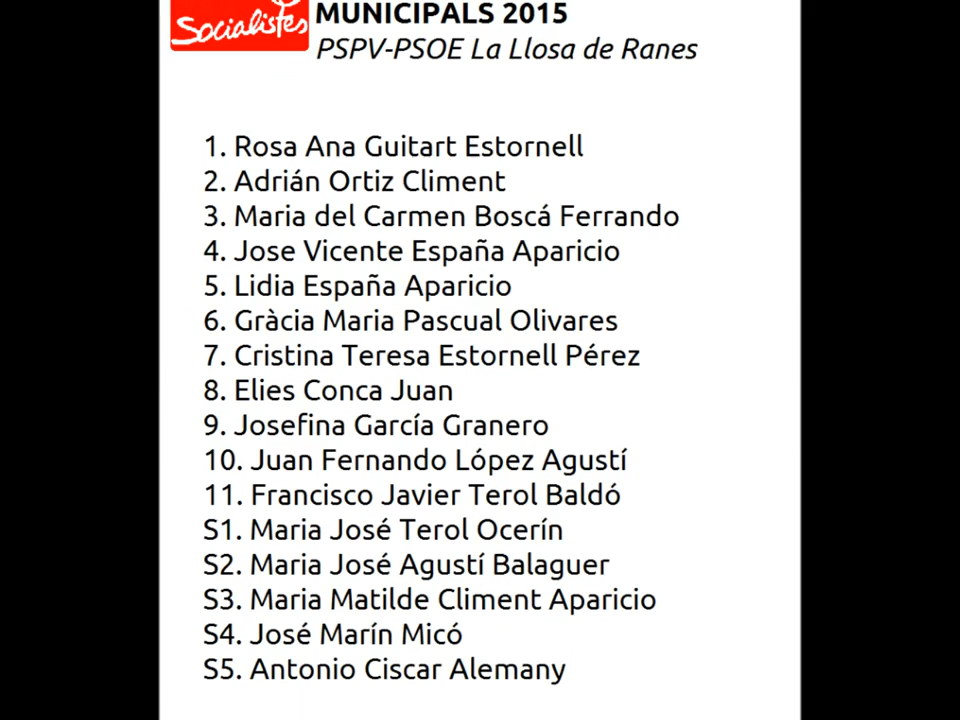 Socialistes
MUNICIPALS 2015
PSPV-PSOE La Llosa de Ranes
1. Rosa Ana Guitart Estornell
2. Adrián Ortiz Climent
3. Maria del Carmen Boscá Ferrando
4. Jose Vicente España Aparicio
5. Lidia España Aparicio
6. Gràcia Maria Pascual Olivares
7. Cristina Teresa Estornell Pérez
8. Elies Conca Juan
9. Josefina García Granero
10. Juan Fernando López Agustí
11. Francisco Javier Terol Baldó
S1. Maria José Terol Ocerín
S2. Maria José Agustí Balaguer
S3. Maria Matilde Climent Aparicio
S4. José Marín Micó
S5. Antonio Ciscar Alemany